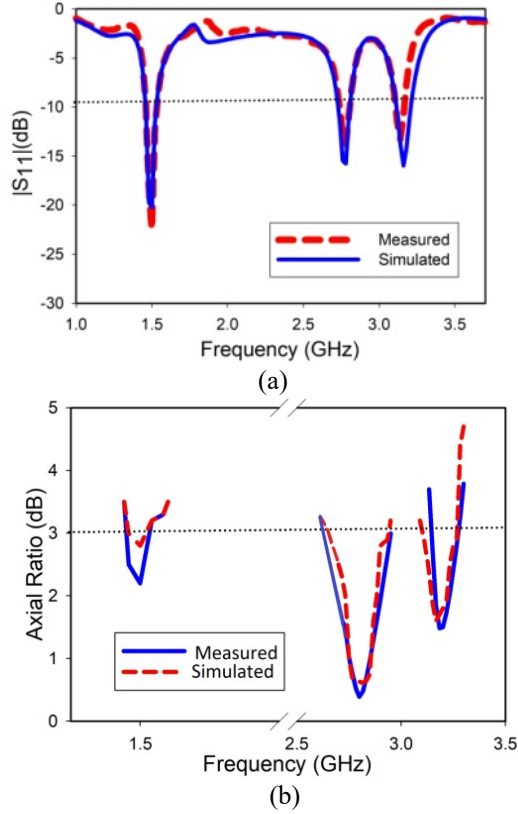 0
-5
-10
-15
-20
-25
-30
|S11|(dB)
Measured
Simulated
1.0 1.5 2.0 2.5 3.0 3.5
Frequency (GHz)
(a)
5
4
3
2
1
0
Axial Ratio (dB)
Measured
Simulated
1.5 2.5 3.0 3.5
Frequency (GHz)
(b)